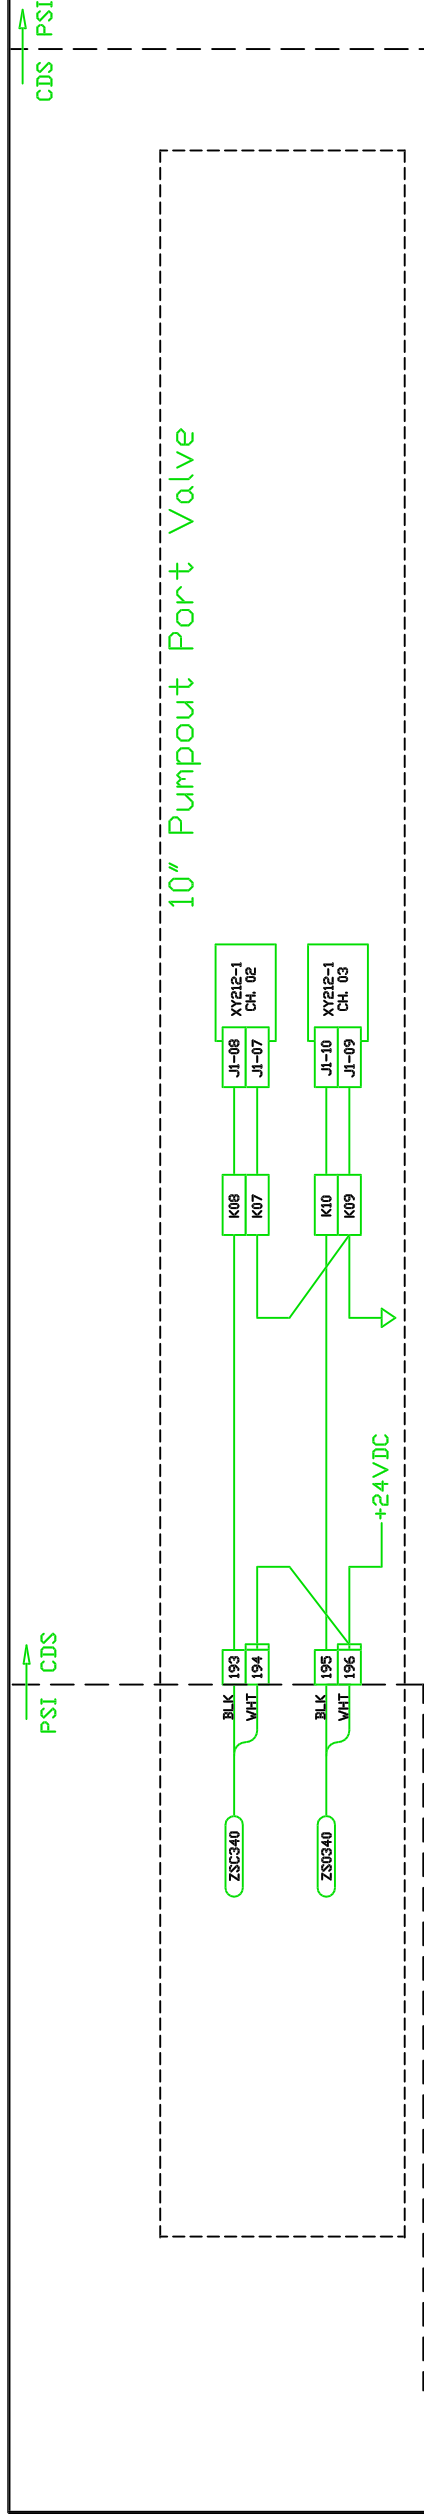 PSI CDS
CDS PSI
10" Pumpout Port Valve
ZSC340
BLK
WHT
193
194
K08
K07
J1-08
J1-07
XY212-1
CH. 02
ZSO340
BLK
WHT
195
196
+24VDC
K10
K09
J1-10
J1-09
XY212-1
CH. 03